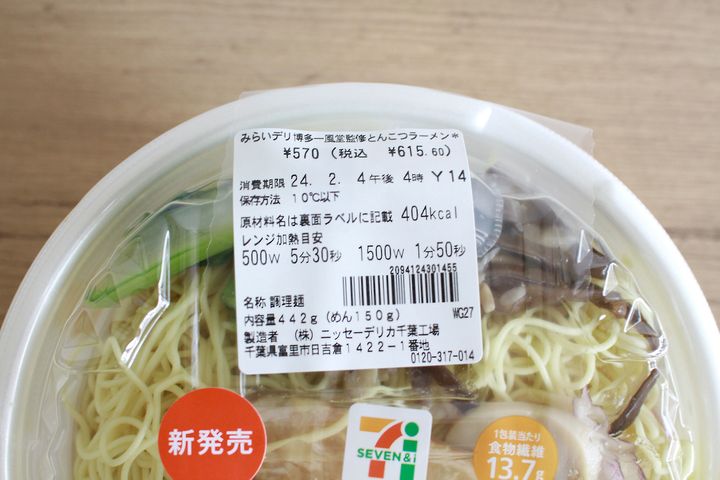 みらいデリ博多一風堂監修とんこつラーメン*
¥570 (税込 ¥615.60)
消費期限 24. 2. 4午後 4時 Y14
保存方法 10℃以下
原材料名は裏面ラベルに記載 404kcal
レンジ加熱目安
500W 5分30秒 1500W 1分50秒
2094124301455
名称 調理麺
内容量442g(めん150g) WG27
製造者 (株)ニッセーデリカ千葉工場
千葉県富里市日吉倉1422-1番地
0120-317-014
新発売
SEVEN&i
1包装当たり
食物繊維
13.7g